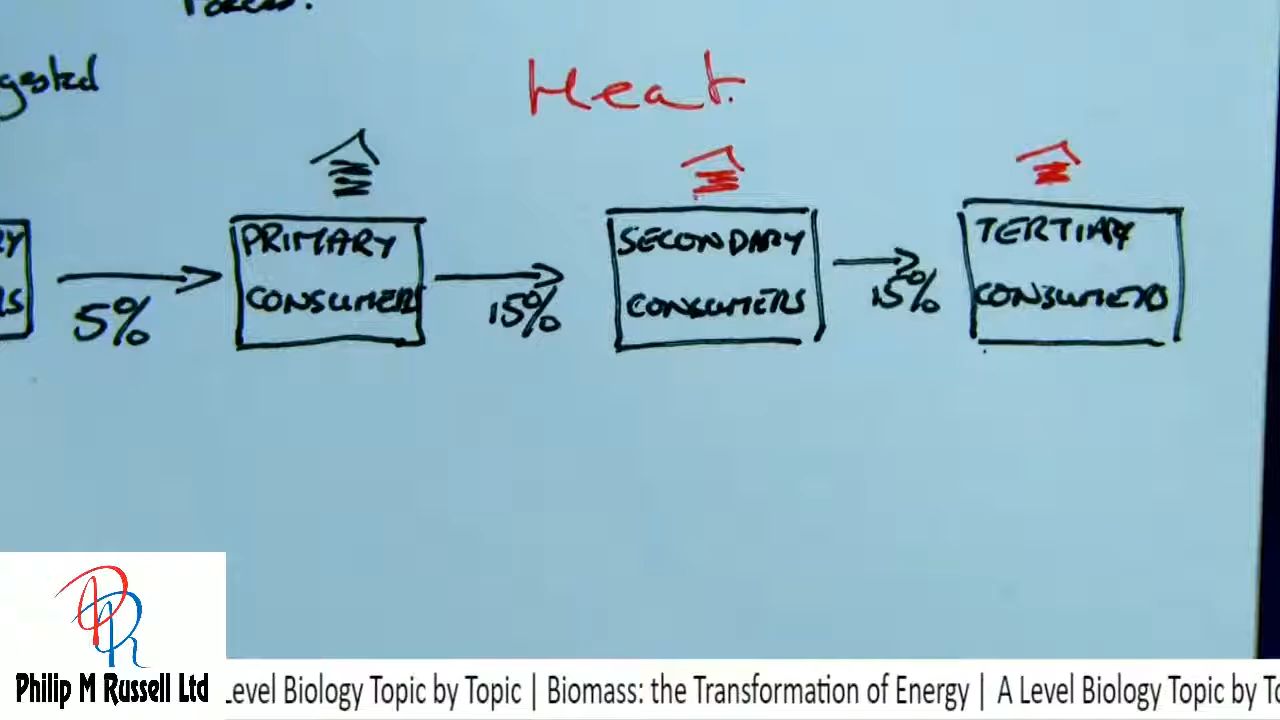 Heat.
PRIMARY
CONSUMERS
SECONDARY
CONSUMERS
TERTIARY
CONSUMERS
5%
15%
15%
Philip M Russell Ltd
Level Biology Topic by Topic | Biomass: the Transformation of Energy | A Level Biology Topic by To